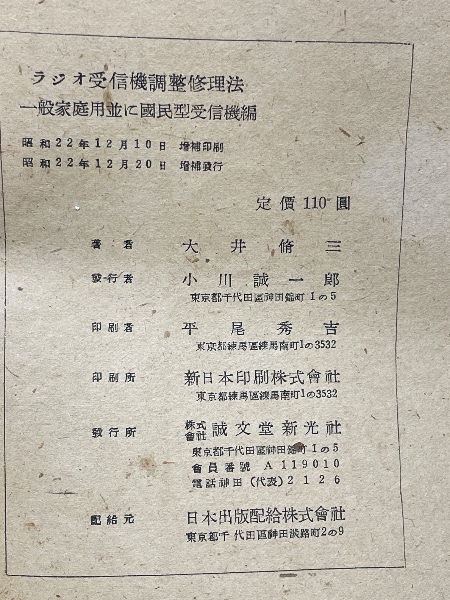 ラジオ受信機調整修理法
一般家庭用並に國民型受信機編
昭和22年12月10日 增補印刷
昭和22年12月20日 增補發行
定價 110 圓
著者 大井脩三
發行者 小川誠一郞
東京都千代田區神田錦町1の5
印刷者 平尾秀吉
東京都練馬區練馬南町1の3532
印刷所 新日本印刷株式會社
東京都練馬區練馬南町1の3532
發行所 株式會社 誠文堂新光社
東京都千代田區神田錦町1の5
會員番號 A 119010
電話神田 (代表) 2126
配給元 日本出版配給株式會社
東京都千代田區神田淡路町2の9